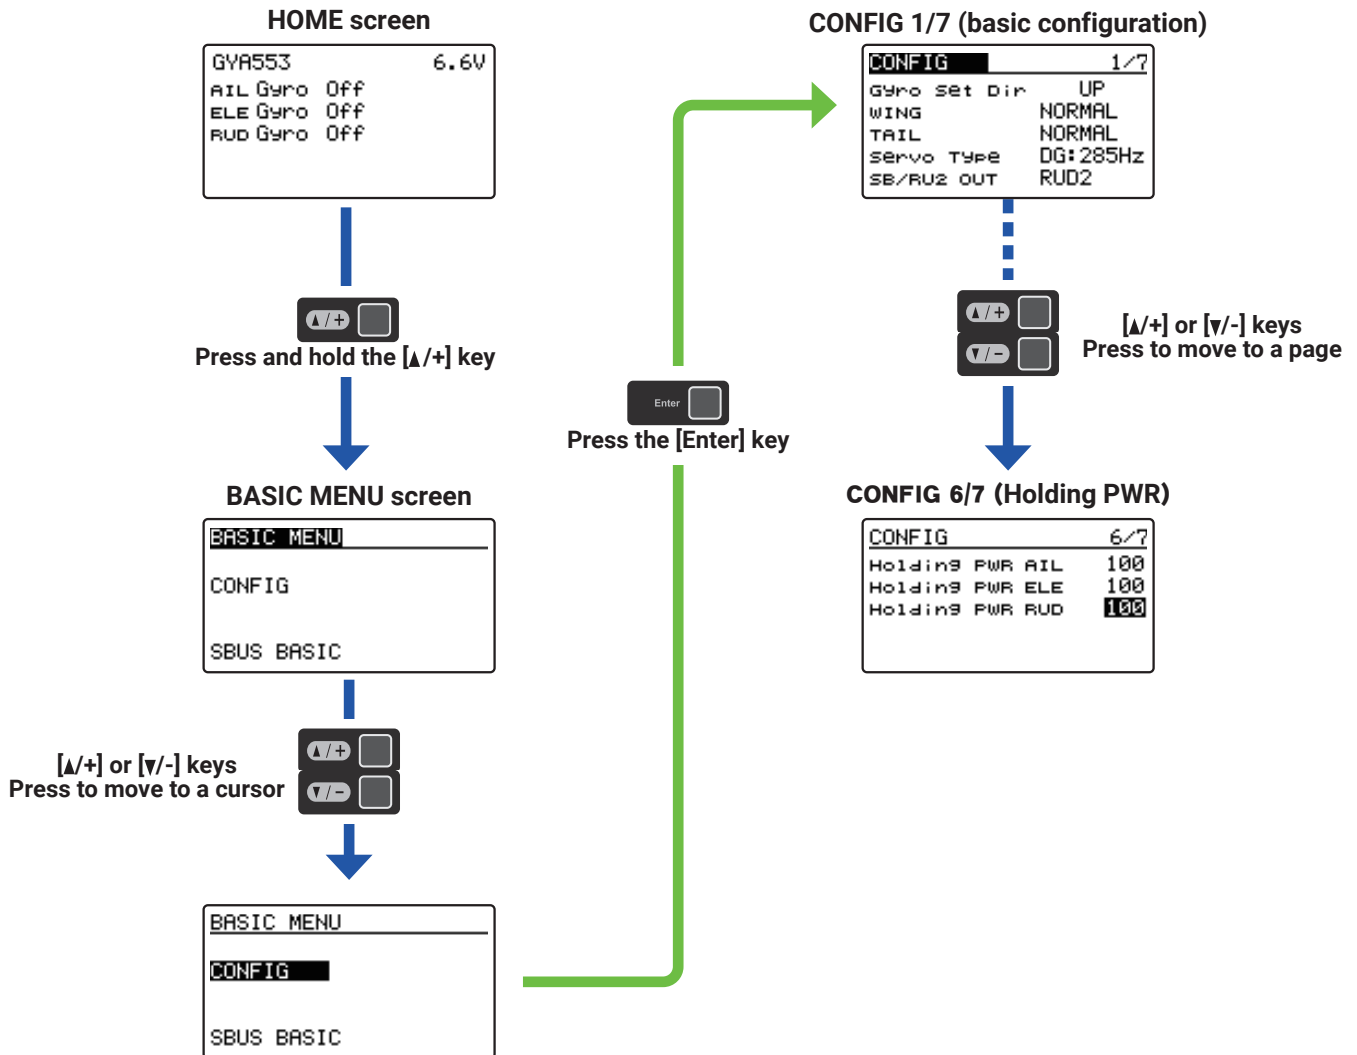 HOME screen
GYA553 6.6V
AIL Gyro Off
ELE Gyro Off
RUD Gyro Off
▲/+
Press and hold the [▲/+] key
BASIC MENU screen
BASIC MENU
CONFIG
SBUS BASIC
[▲/+] or [▼/-] keys
Press to move to a cursor
▲/+
▼/−
BASIC MENU
CONFIG
SBUS BASIC
Enter
Press the [Enter] key
CONFIG 1/7 (basic configuration)
CONFIG 1/7
Gyro Set Dir UP
WING NORMAL
TAIL NORMAL
Servo Type DG:285Hz
SB/RU2 OUT RUD2
▲/+
▼/−
[▲/+] or [▼/-] keys
Press to move to a page
CONFIG 6/7 (Holding PWR)
CONFIG 6/7
Holding PWR AIL 100
Holding PWR ELE 100
Holding PWR RUD 100